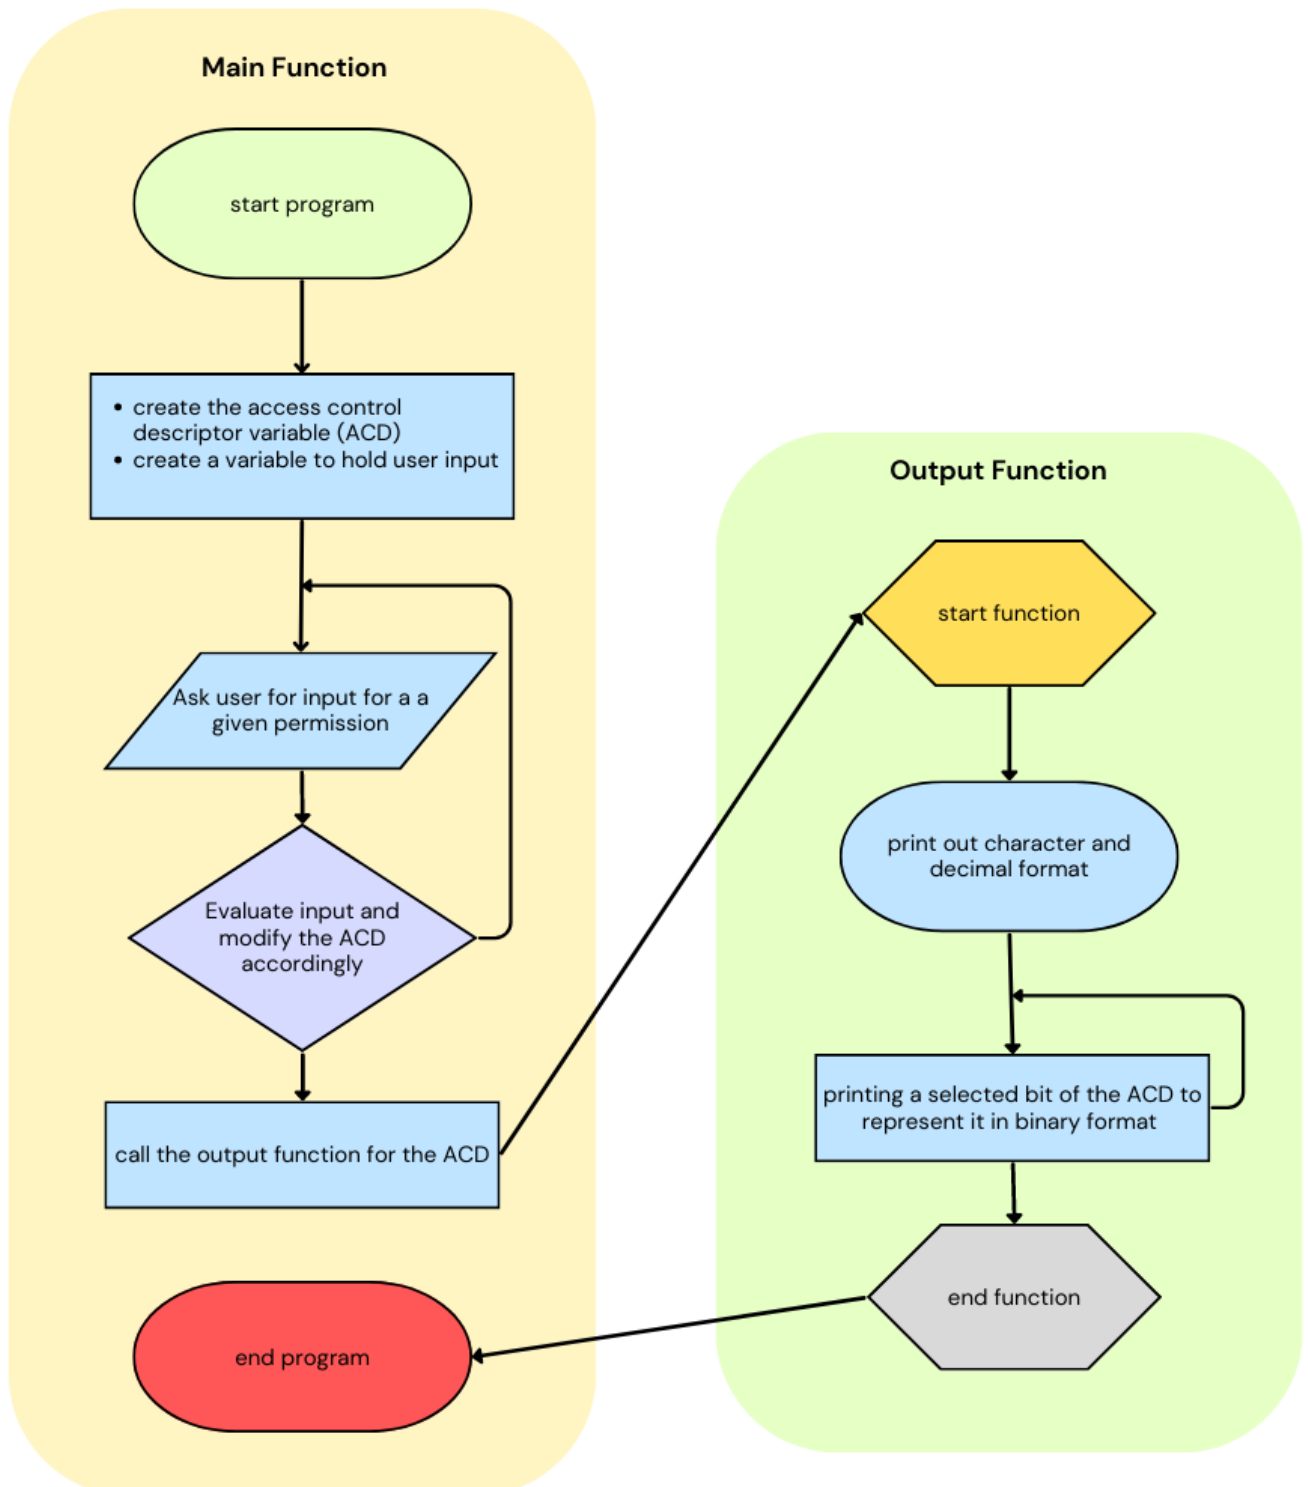 Main Function
start program
• create the access control
descriptor variable (ACD)
• create a variable to hold user input
Ask user for input for a a
given permission
Evaluate input and
modify the ACD
accordingly
call the output function for the ACD
end program
Output Function
start function
print out character and
decimal format
printing a selected bit of the ACD to
represent it in binary format
end function